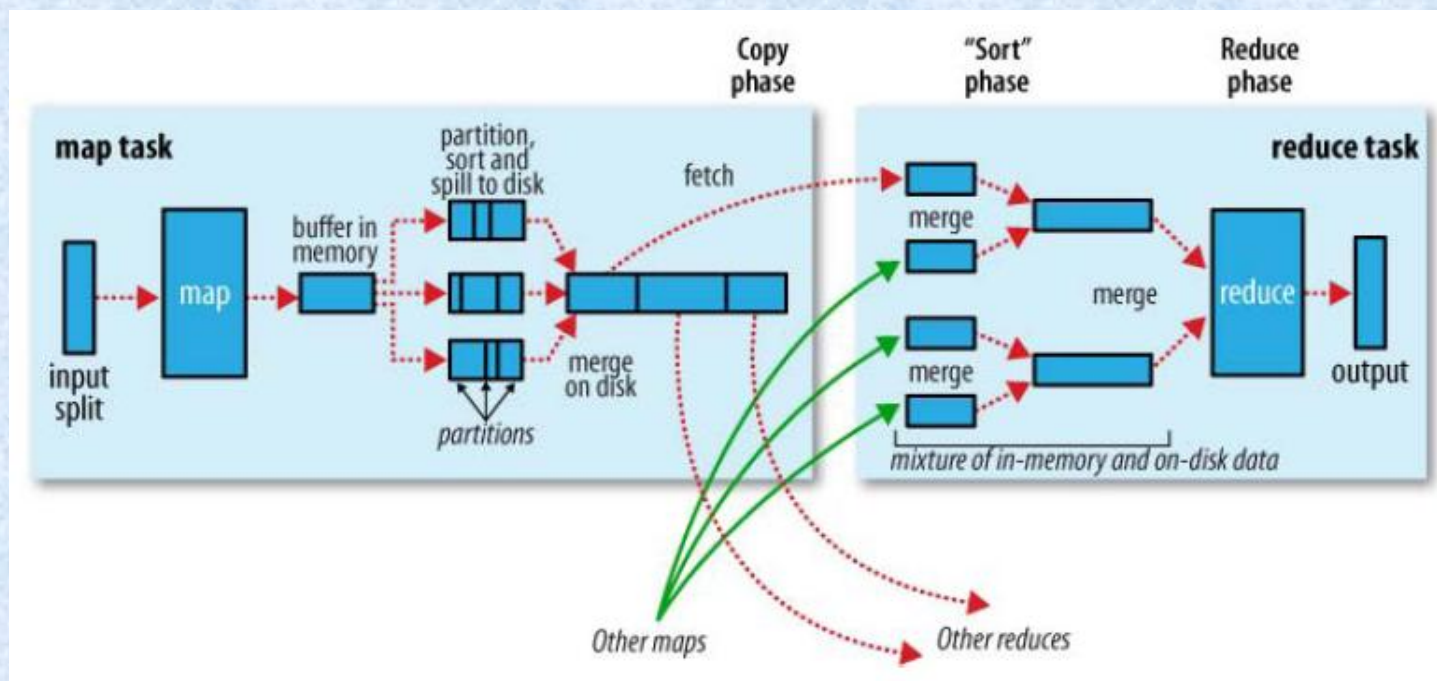 Copy
phase
“Sort”
phase
Reduce
phase
map task
partition,
sort and
spill to disk
buffer in
memory
map
input
split
partitions
merge
on disk
fetch
reduce task
merge
merge
merge
reduce
output
mixture of in-memory and on-disk data
Other maps
Other reduces